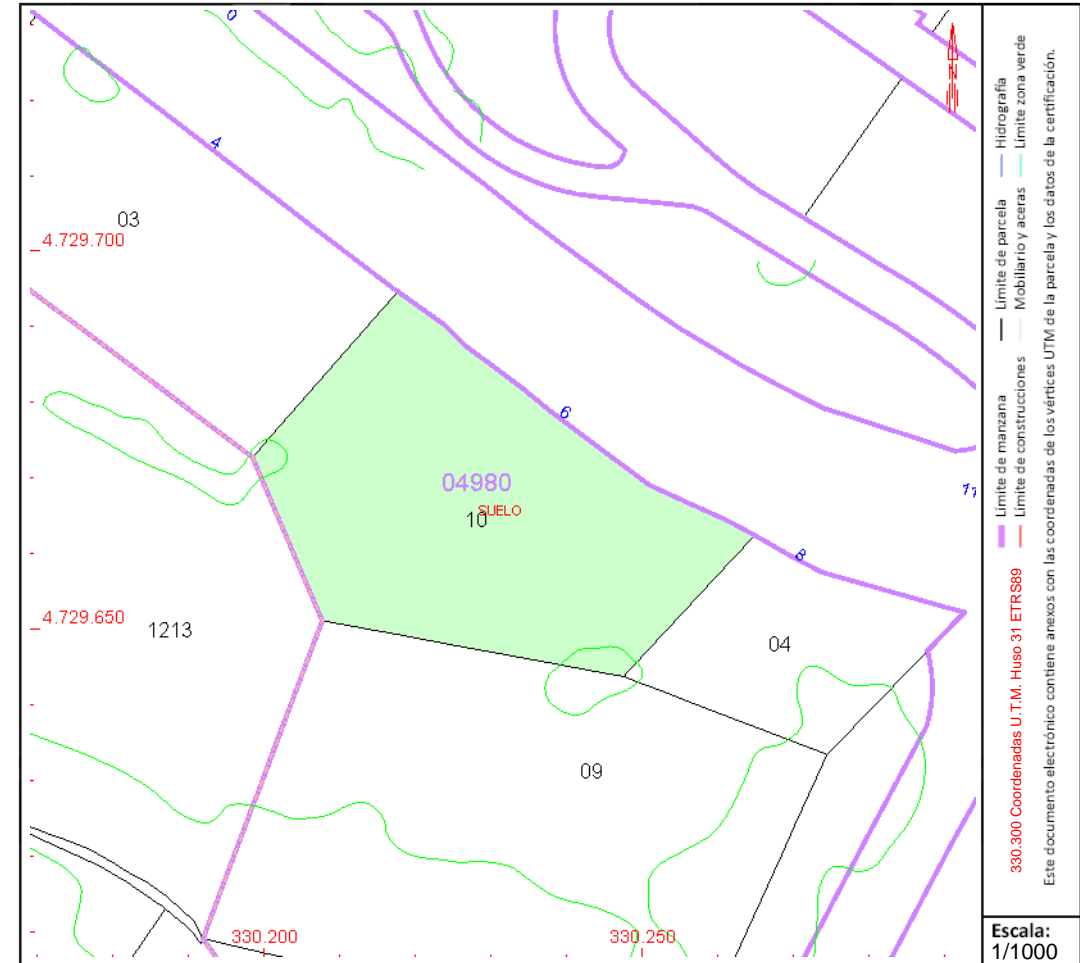 0
4
03
4.729.700
6
04980
SUELO
10
11
8
4.729.650
1213
04
09
330.200
330.250
N
Límite de manzana
Límite de parcela
Hidrografía
330.300 Coordenadas U.T.M. Huso 31 ETRS89
Límite de construcciones
Mobiliario y aceras
Límite zona verde
Este documento electrónico contiene anexos con las coordenadas de los vértices UTM de la parcela y los datos de la certificación.
Escala:
1/1000